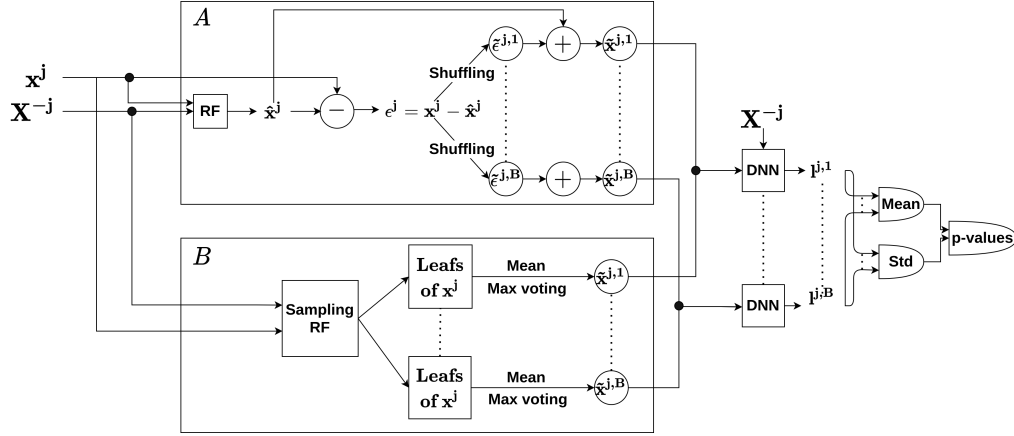 A
x^j
X^{-j}
RF
x̂^j
−
ϵ^j = x^j − x̂^j
Shuffling
Shuffling
ϵ̃^{j,1}
+
x̃^{j,1}
ϵ̃^{j,B}
+
x̃^{j,B}
B
Sampling
RF
Leafs
of x^j
Mean
Max voting
x̃^{j,1}
Leafs
of x^j
Mean
Max voting
x̃^{j,B}
X^{-j}
DNN
l^{j,1}
DNN
l^{j,B}
Mean
Std
p-values